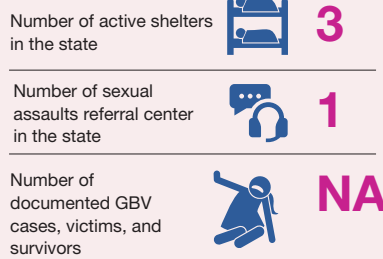 Number of active shelters
in the state
3
Number of sexual
assaults referral center
in the state
1
Number of
documented GBV
cases, victims, and
survivors
NA